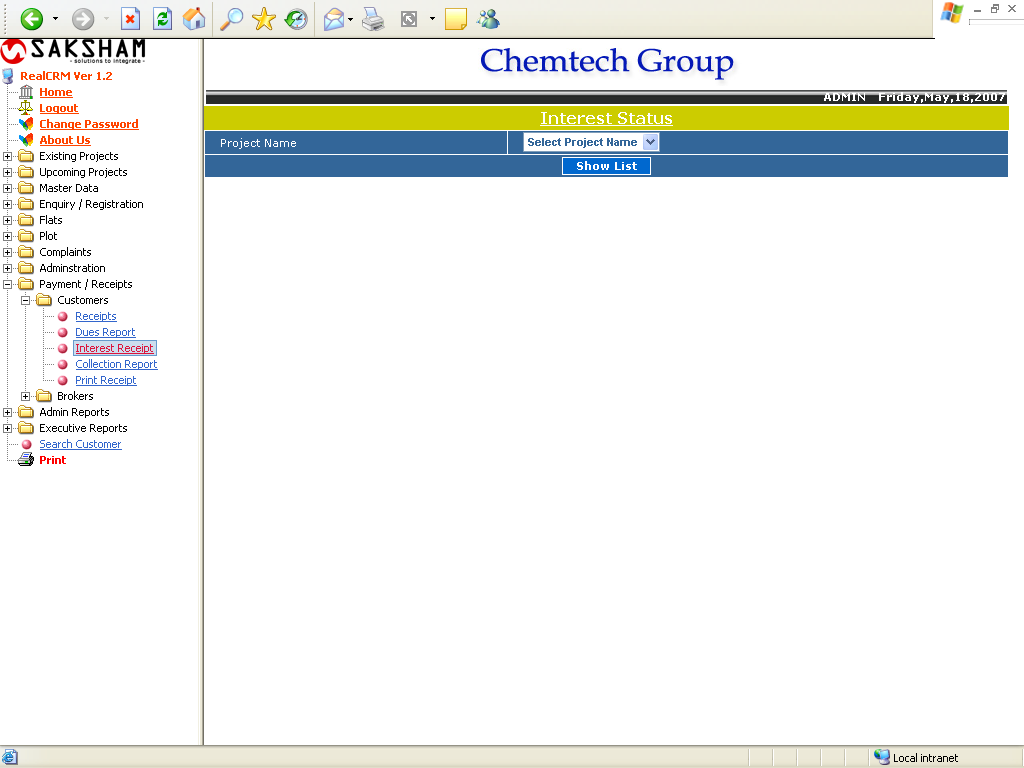 SAKSHAM
- solutions to integrate -
RealCRM Ver 1.2
Home
Logout
Change Password
About Us
Existing Projects
Upcoming Projects
Master Data
Enquiry / Registration
Flats
Plot
Complaints
Adminstration
Payment / Receipts
Customers
Receipts
Dues Report
Interest Receipt
Collection Report
Print Receipt
Brokers
Admin Reports
Executive Reports
Search Customer
Print
Chemtech Group
ADMIN Friday,May,18,2007
Interest Status
Project Name Select Project Name
Show List
Local intranet